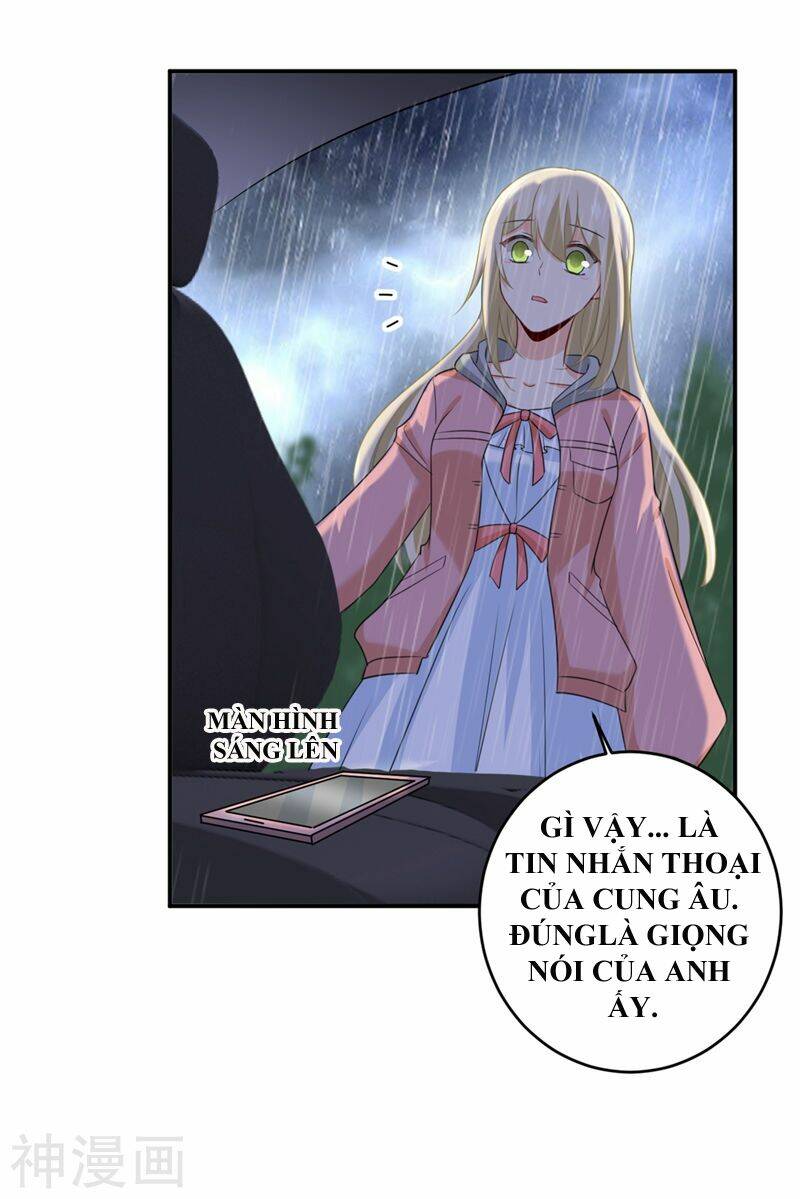 MÀN HÌNH
SÁNG LÊN
GÌ VẬY... LÀ
TIN NHẮN THOẠI
CỦA CUNG ÂU.
ĐÚNGLÀ GIỌNG
NÓI CỦA ANH
ẤY.
神漫画